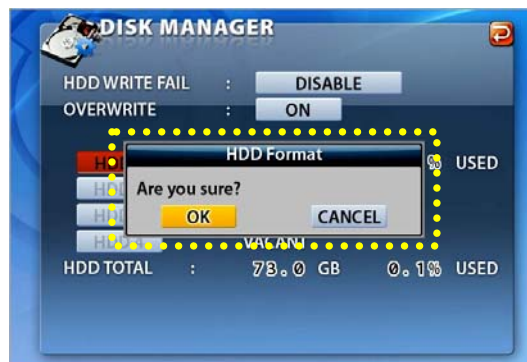 DISK MANAGER
HDD WRITE FAIL : DISABLE
OVERWRITE : ON
HDD Format
% USED
Are you sure?
OK CANCEL
VACANT
HDD TOTAL : 73.0 GB 0.1% USED